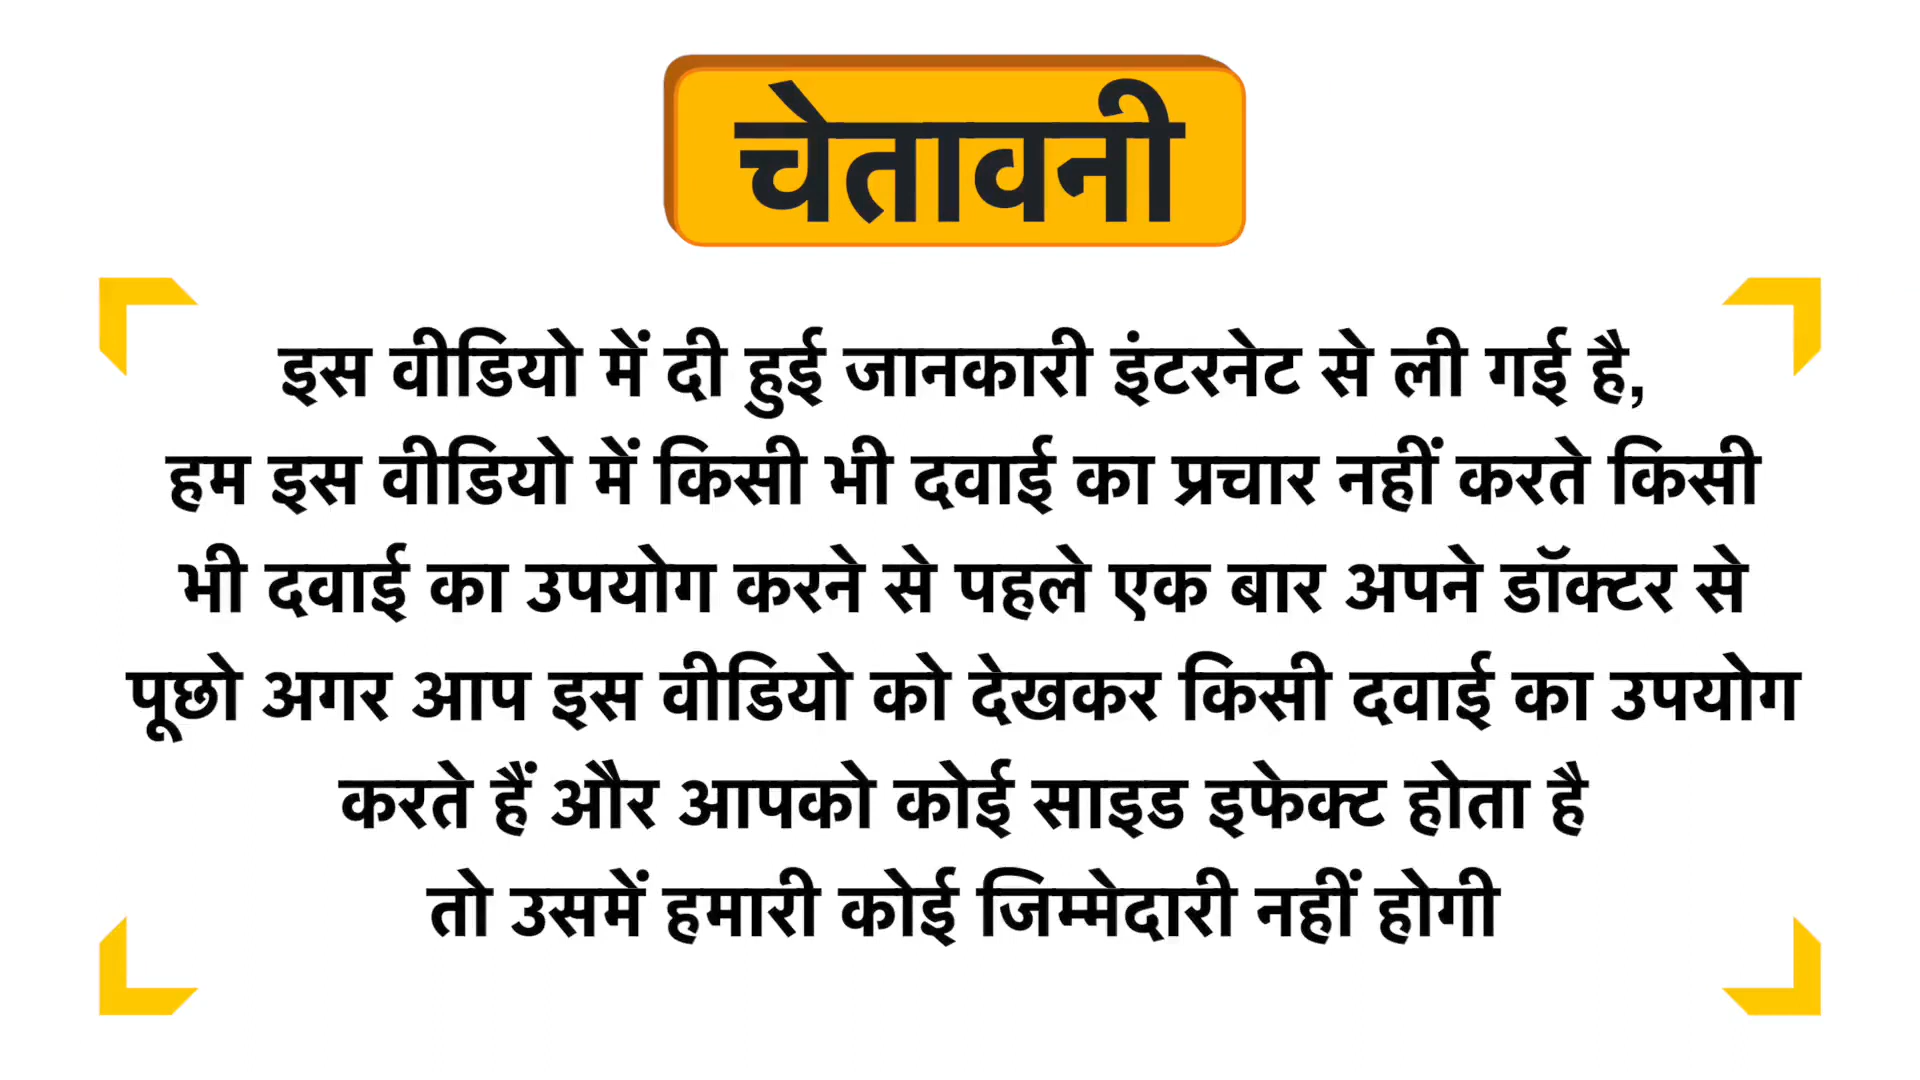 चेतावनी
इस वीडियो में दी हुई जानकारी इंटरनेट से ली गई है,
हम इस वीडियो में किसी भी दवाई का प्रचार नहीं करते किसी
भी दवाई का उपयोग करने से पहले एक बार अपने डॉक्टर से
पूछो अगर आप इस वीडियो को देखकर किसी दवाई का उपयोग
करते हैं और आपको कोई साइड इफेक्ट होता है
तो उसमें हमारी कोई जिम्मेदारी नहीं होगी